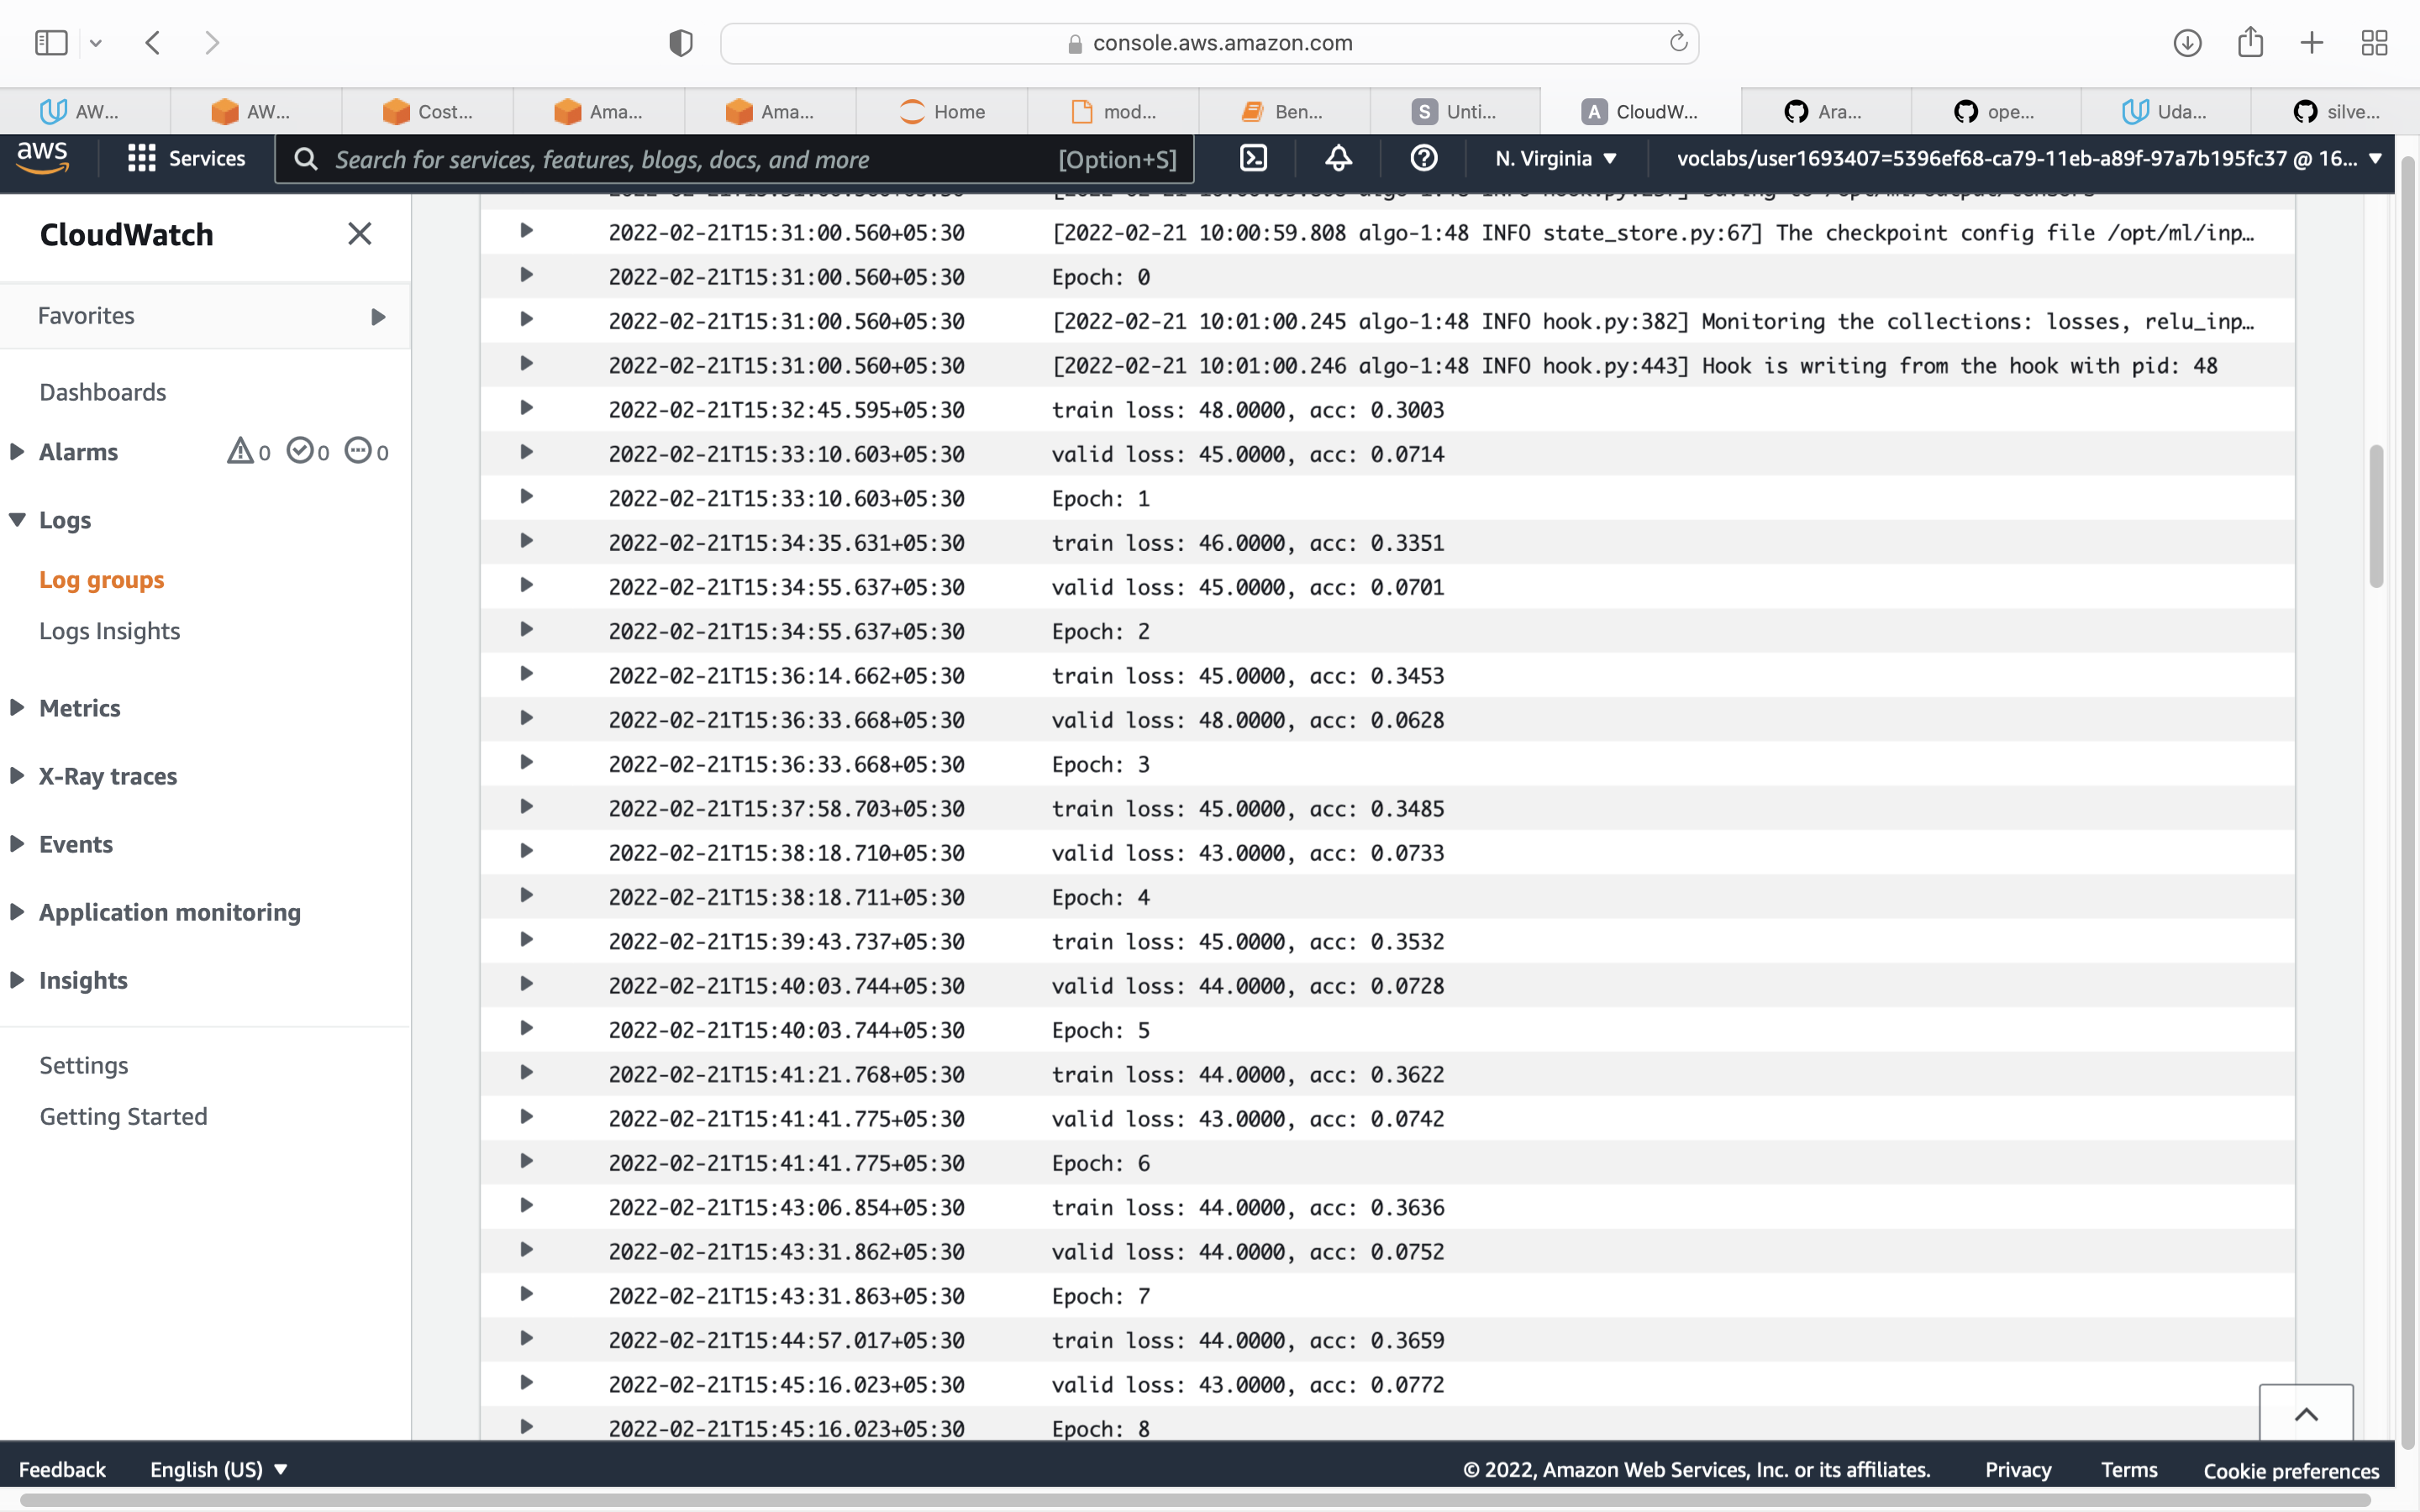 console.aws.amazon.com
AW...
AW...
Cost...
Ama...
Ama...
Home
mod...
Ben...
S Unti...
A CloudW...
Ara...
ope...
Uda...
silve...
aws
Services
Search for services, features, blogs, docs, and more [Option+S]
N. Virginia
voclabs/user1693407=5396ef68-ca79-11eb-a89f-97a7b195fc37 @ 16...
CloudWatch
Favorites
Dashboards
Alarms 0 0 0
Logs
Log groups
Logs Insights
Metrics
X-Ray traces
Events
Application monitoring
Insights
Settings
Getting Started
2022-02-21T15:31:00.560+05:30 [2022-02-21 10:00:59.808 algo-1:48 INFO state_store.py:67] The checkpoint config file /opt/ml/inp…
2022-02-21T15:31:00.560+05:30 Epoch: 0
2022-02-21T15:31:00.560+05:30 [2022-02-21 10:01:00.245 algo-1:48 INFO hook.py:382] Monitoring the collections: losses, relu_inp…
2022-02-21T15:31:00.560+05:30 [2022-02-21 10:01:00.246 algo-1:48 INFO hook.py:443] Hook is writing from the hook with pid: 48
2022-02-21T15:32:45.595+05:30 train loss: 48.0000, acc: 0.3003
2022-02-21T15:33:10.603+05:30 valid loss: 45.0000, acc: 0.0714
2022-02-21T15:33:10.603+05:30 Epoch: 1
2022-02-21T15:34:35.631+05:30 train loss: 46.0000, acc: 0.3351
2022-02-21T15:34:55.637+05:30 valid loss: 45.0000, acc: 0.0701
2022-02-21T15:34:55.637+05:30 Epoch: 2
2022-02-21T15:36:14.662+05:30 train loss: 45.0000, acc: 0.3453
2022-02-21T15:36:33.668+05:30 valid loss: 48.0000, acc: 0.0628
2022-02-21T15:36:33.668+05:30 Epoch: 3
2022-02-21T15:37:58.703+05:30 train loss: 45.0000, acc: 0.3485
2022-02-21T15:38:18.710+05:30 valid loss: 43.0000, acc: 0.0733
2022-02-21T15:38:18.711+05:30 Epoch: 4
2022-02-21T15:39:43.737+05:30 train loss: 45.0000, acc: 0.3532
2022-02-21T15:40:03.744+05:30 valid loss: 44.0000, acc: 0.0728
2022-02-21T15:40:03.744+05:30 Epoch: 5
2022-02-21T15:41:21.768+05:30 train loss: 44.0000, acc: 0.3622
2022-02-21T15:41:41.775+05:30 valid loss: 43.0000, acc: 0.0742
2022-02-21T15:41:41.775+05:30 Epoch: 6
2022-02-21T15:43:06.854+05:30 train loss: 44.0000, acc: 0.3636
2022-02-21T15:43:31.862+05:30 valid loss: 44.0000, acc: 0.0752
2022-02-21T15:43:31.863+05:30 Epoch: 7
2022-02-21T15:44:57.017+05:30 train loss: 44.0000, acc: 0.3659
2022-02-21T15:45:16.023+05:30 valid loss: 43.0000, acc: 0.0772
2022-02-21T15:45:16.023+05:30 Epoch: 8
Feedback English (US) © 2022, Amazon Web Services, Inc. or its affiliates. Privacy Terms Cookie preferences